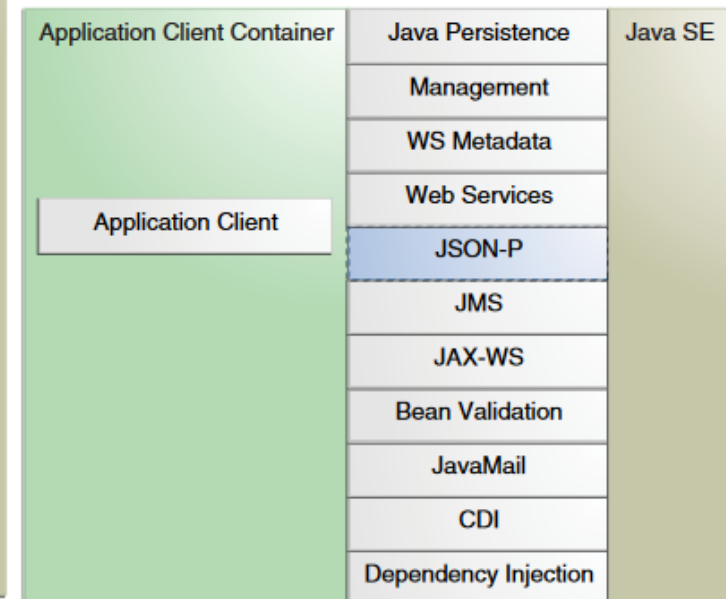 Application Client Container
Application Client
Java Persistence
Management
WS Metadata
Web Services
JSON-P
JMS
JAX-WS
Bean Validation
JavaMail
CDI
Dependency Injection
Java SE